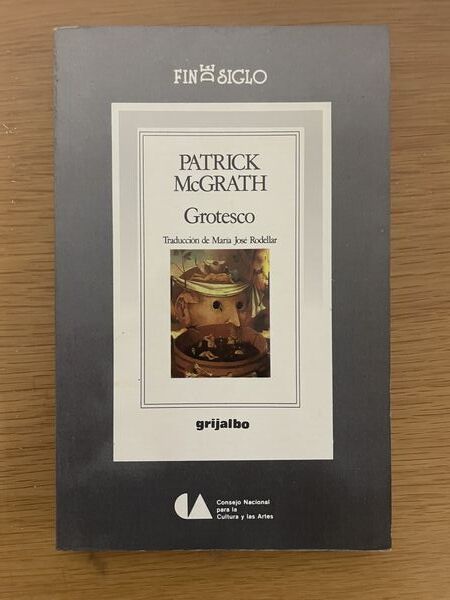 FIN DE SIGLO
PATRICK
McGRATH
Grotesco
Traducción de María José Rodellar
grijalbo
CA
Consejo Nacional
para la
Cultura y las Artes